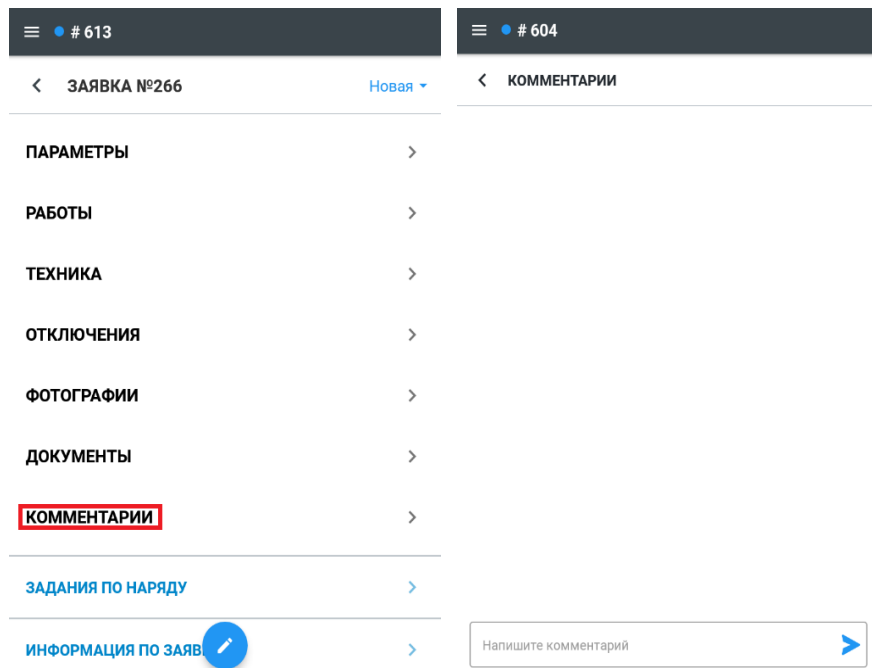 # 613
ЗАЯВКА №266
Новая
ПАРАМЕТРЫ
РАБОТЫ
ТЕХНИКА
ОТКЛЮЧЕНИЯ
ФОТОГРАФИИ
ДОКУМЕНТЫ
КОММЕНТАРИИ
ЗАДАНИЯ ПО НАРЯДУ
ИНФОРМАЦИЯ ПО ЗАЯВ
# 604
КОММЕНТАРИИ
Напишите комментарий